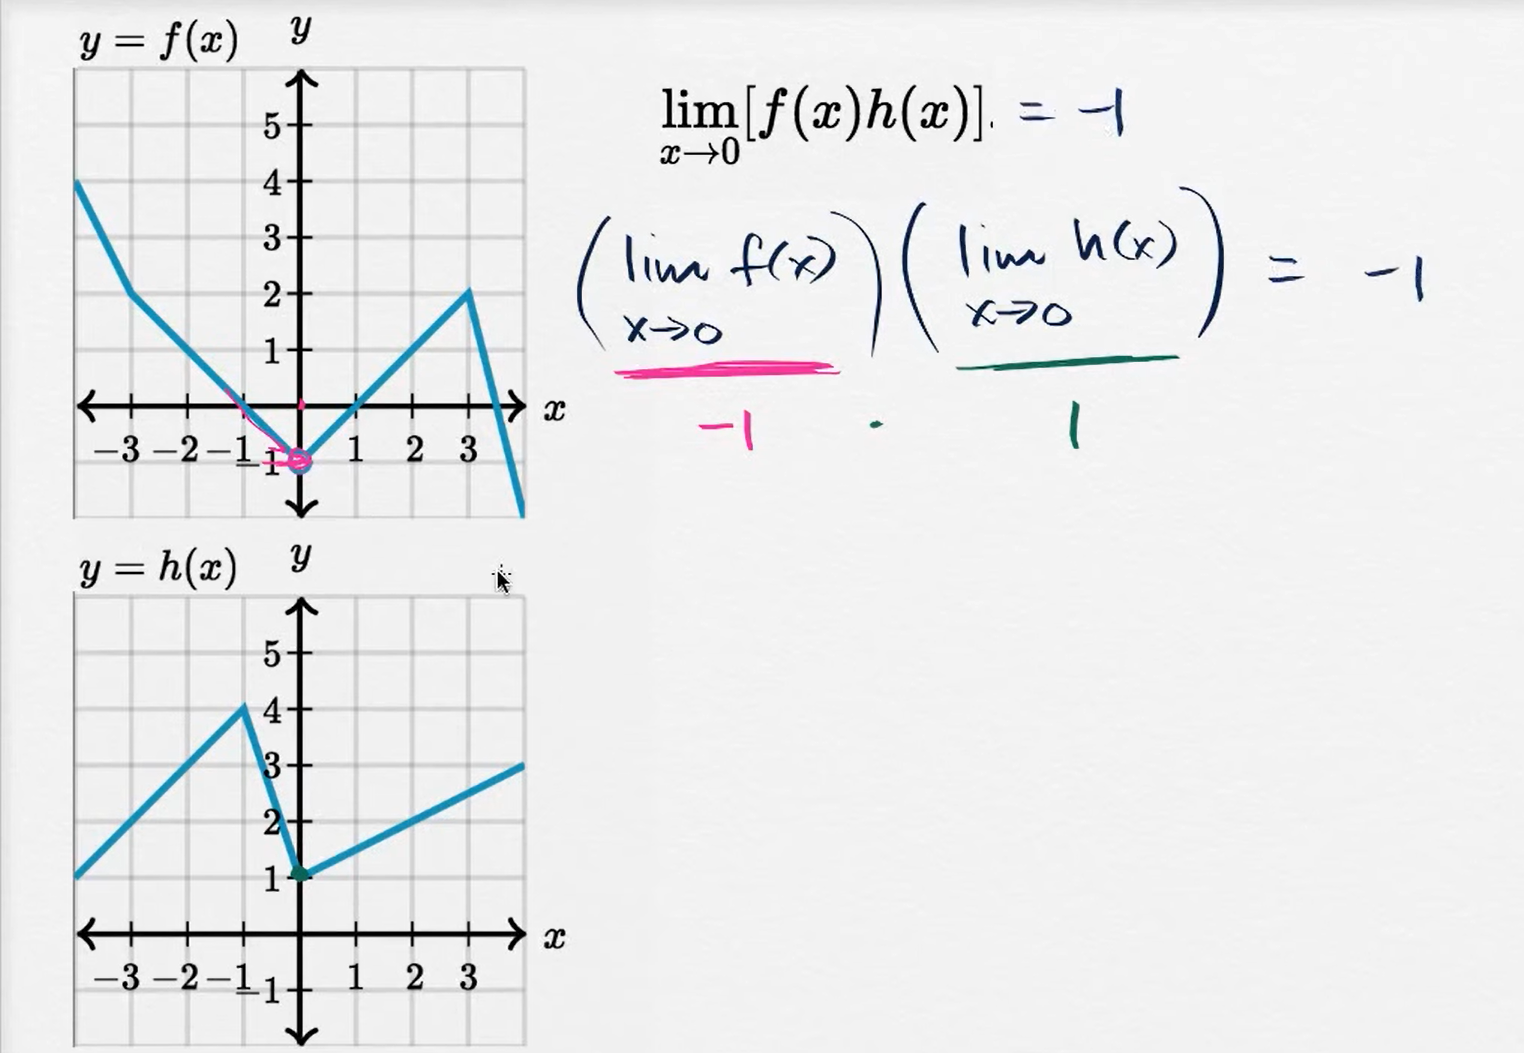 y = f(x)
y
lim[f(x)h(x)]. = -1
x→0
5
4
3
2
1
-3 -2 -1 1 2 3
-1
x
(lim f(x)) (lim h(x)) = -1
x→0 x→0
-1 · 1
y = h(x)
y
5
4
3
2
1
x
-3 -2 -1 1 2 3
-1